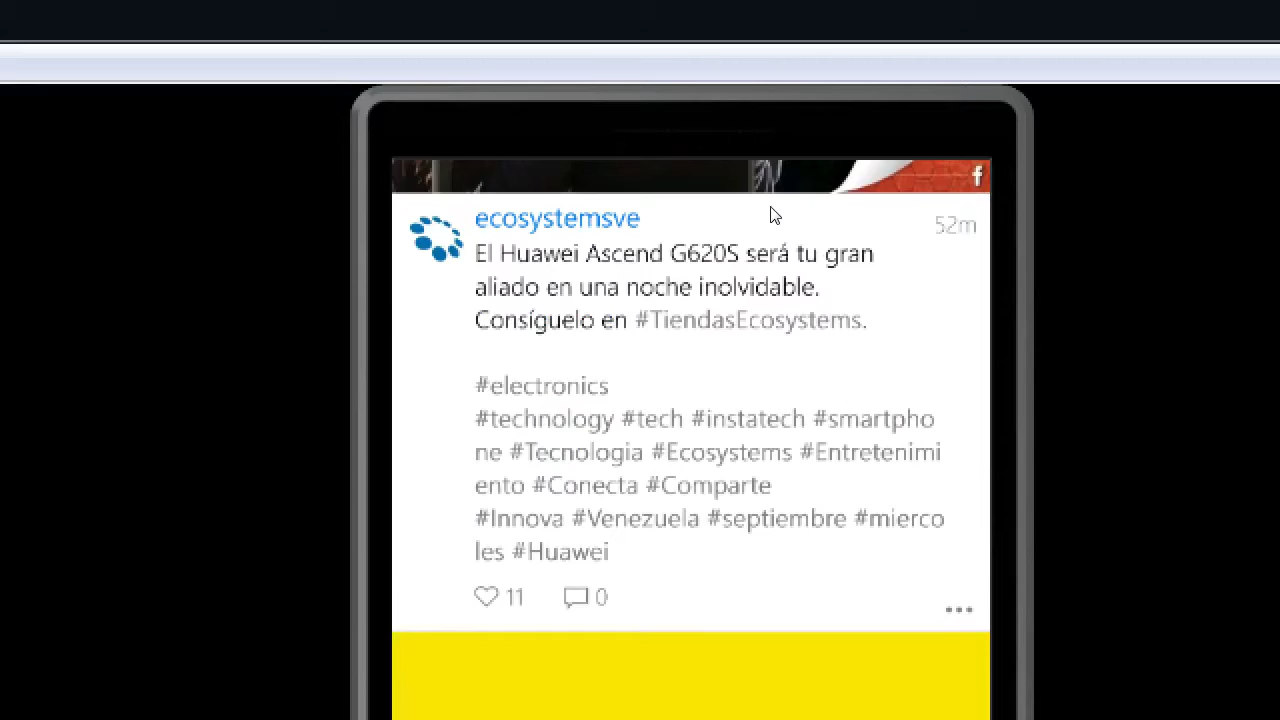 f
ecosystemsve
52m
El Huawei Ascend G620S será tu gran
aliado en una noche inolvidable.
Consíguelo en #TiendasEcosystems.
#electronics
#technology #tech #instatech #smartpho
ne #Tecnologia #Ecosystems #Entretenimi
ento #Conecta #Comparte
#Innova #Venezuela #septiembre #mierco
les #Huawei
11 0